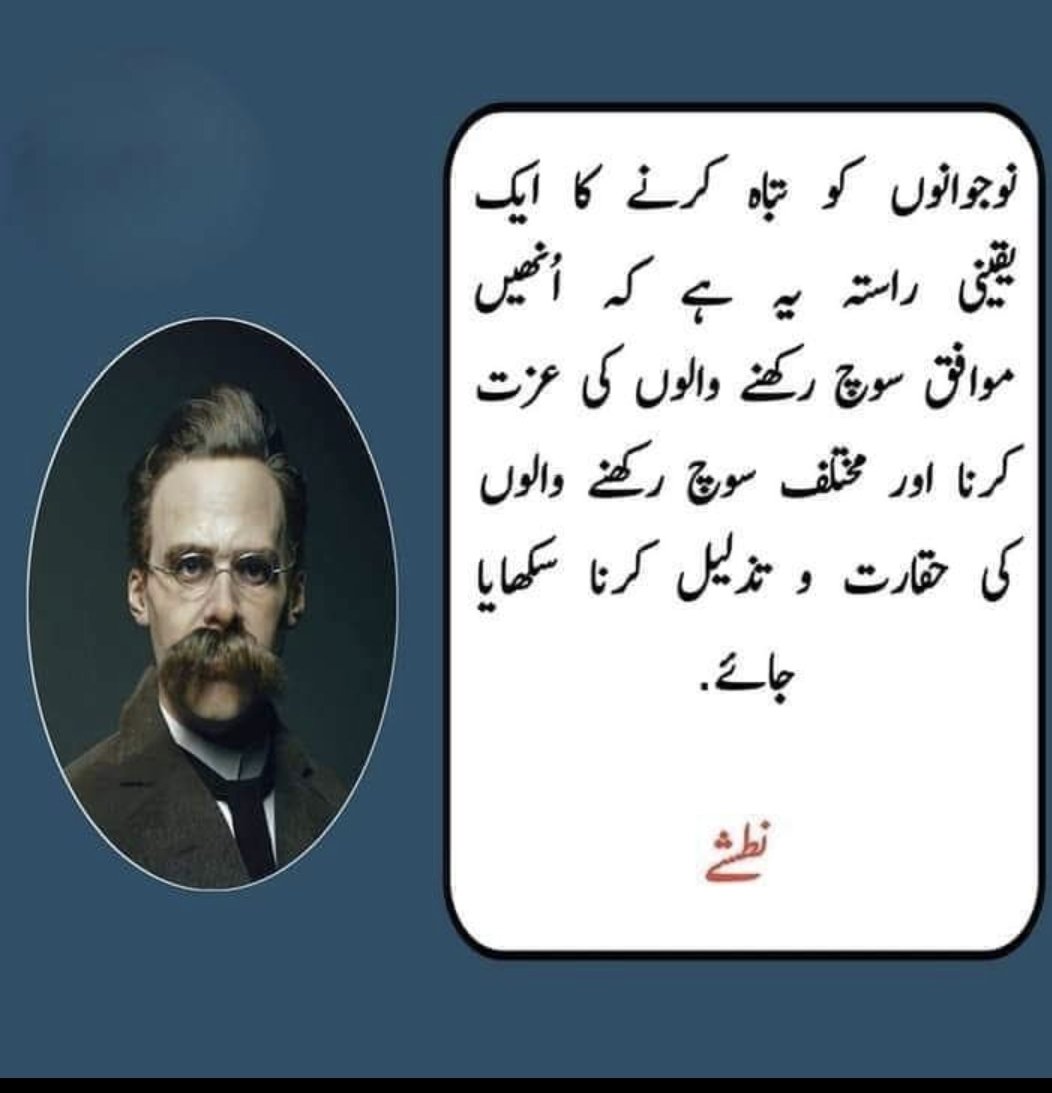 نوجوانوں کو تباہ کرنے کا ایک
یقینی راستہ یہ ہے کہ اُنھیں
موافق سوچ رکھنے والوں کی عزت
کرنا اور مختلف سوچ رکھنے والوں
کی حقارت و تذلیل کرنا سکھایا
جائے.
نطشے